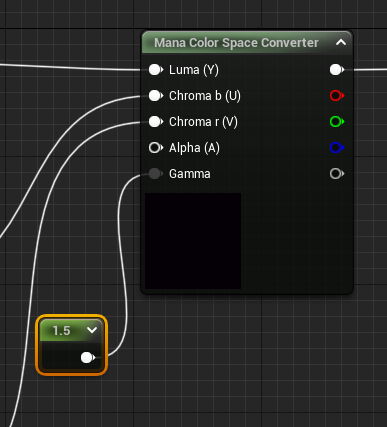 Mana Color Space Converter
Luma (Y)
Chroma b (U)
Chroma r (V)
Alpha (A)
Gamma
1.5